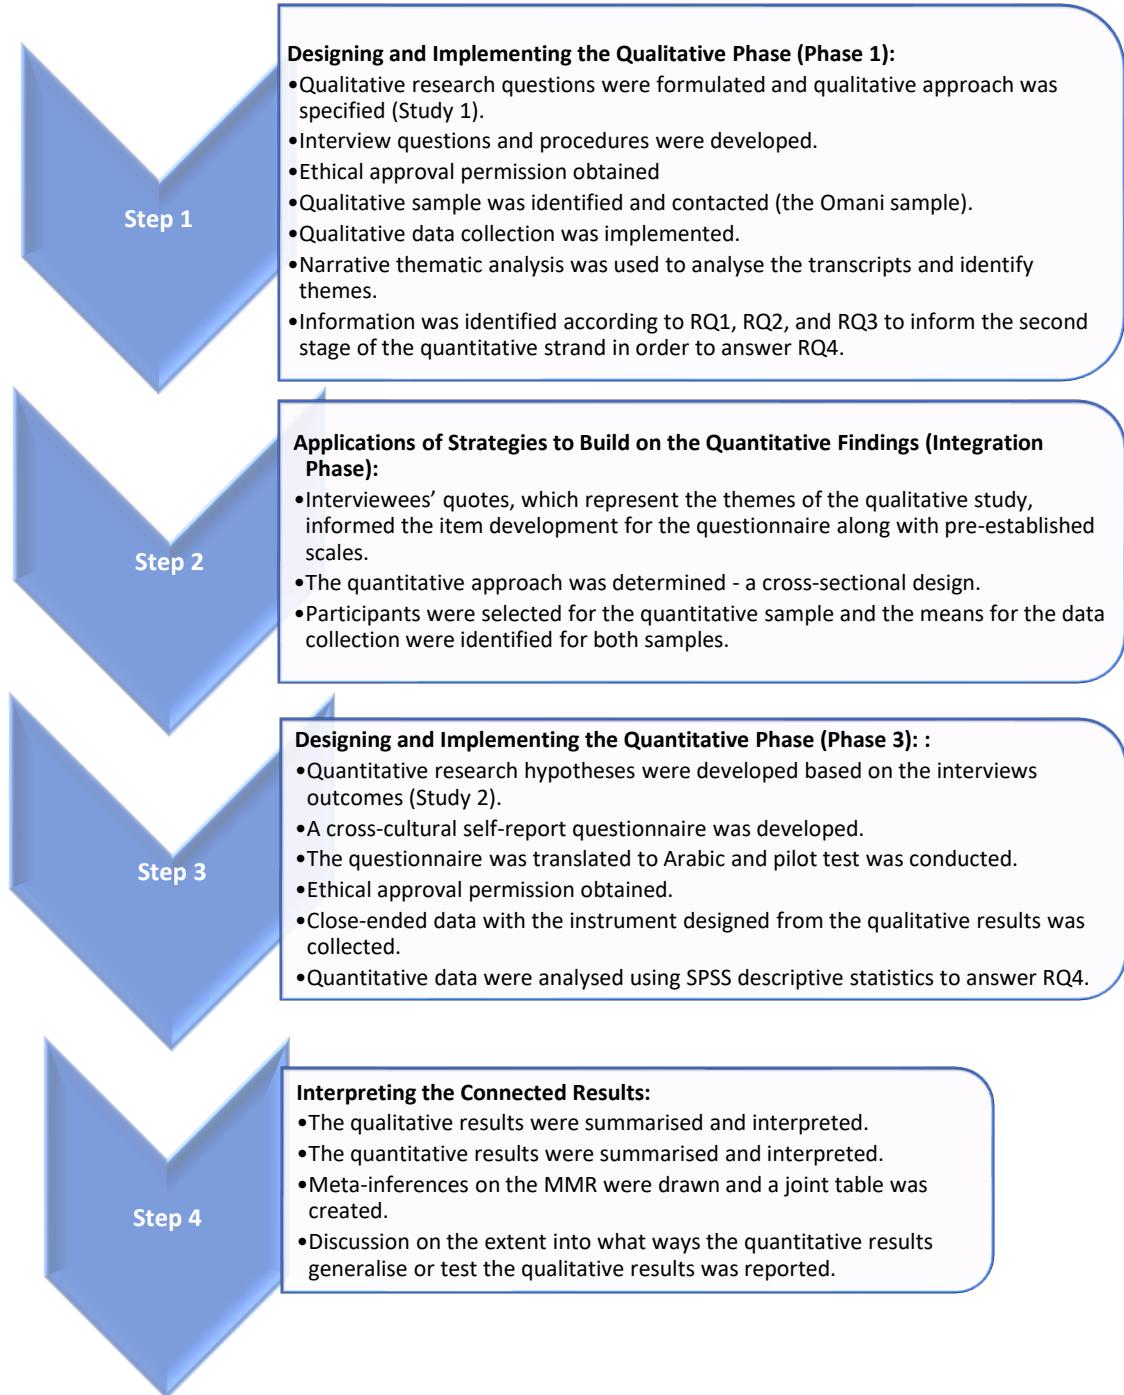 Step 1
Designing and Implementing the Qualitative Phase (Phase 1):
•Qualitative research questions were formulated and qualitative approach was
specified (Study 1).
•Interview questions and procedures were developed.
•Ethical approval permission obtained
•Qualitative sample was identified and contacted (the Omani sample).
•Qualitative data collection was implemented.
•Narrative thematic analysis was used to analyse the transcripts and identify
themes.
•Information was identified according to RQ1, RQ2, and RQ3 to inform the second
stage of the quantitative strand in order to answer RQ4.
Step 2
Applications of Strategies to Build on the Quantitative Findings (Integration
Phase):
•Interviewees’ quotes, which represent the themes of the qualitative study,
informed the item development for the questionnaire along with pre-established
scales.
•The quantitative approach was determined - a cross-sectional design.
•Participants were selected for the quantitative sample and the means for the data
collection were identified for both samples.
Step 3
Designing and Implementing the Quantitative Phase (Phase 3): :
•Quantitative research hypotheses were developed based on the interviews
outcomes (Study 2).
•A cross-cultural self-report questionnaire was developed.
•The questionnaire was translated to Arabic and pilot test was conducted.
•Ethical approval permission obtained.
•Close-ended data with the instrument designed from the qualitative results was
collected.
•Quantitative data were analysed using SPSS descriptive statistics to answer RQ4.
Step 4
Interpreting the Connected Results:
•The qualitative results were summarised and interpreted.
•The quantitative results were summarised and interpreted.
•Meta-inferences on the MMR were drawn and a joint table was
created.
•Discussion on the extent into what ways the quantitative results
generalise or test the qualitative results was reported.